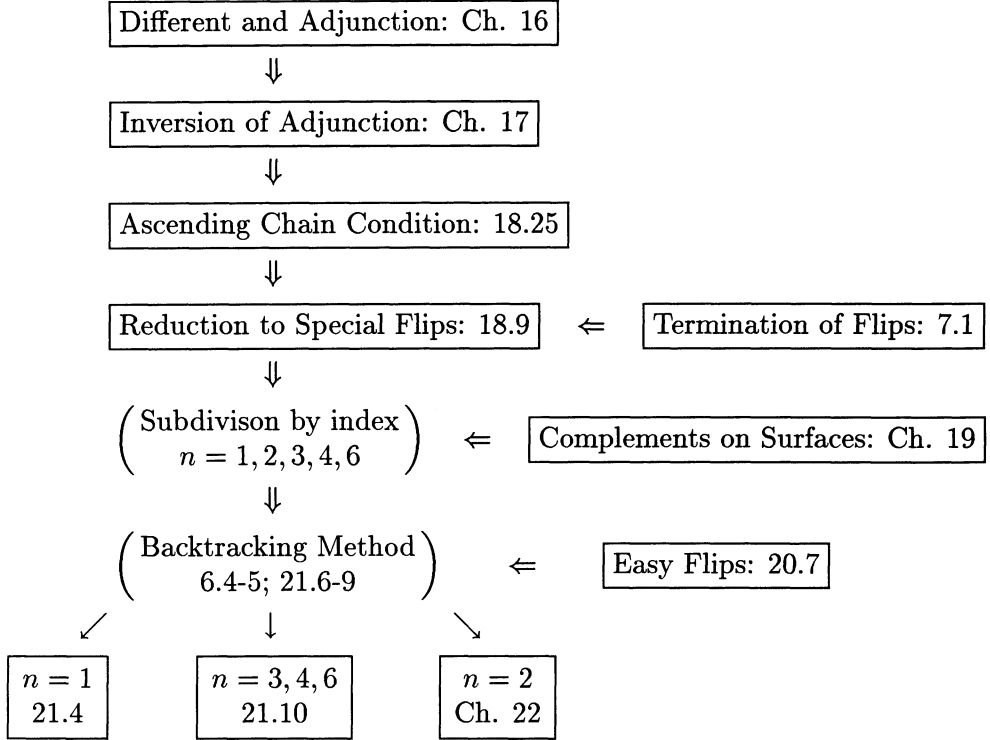 Different and Adjunction: Ch. 16
⇓
Inversion of Adjunction: Ch. 17
⇓
Ascending Chain Condition: 18.25
⇓
Reduction to Special Flips: 18.9 ⇐ Termination of Flips: 7.1
⇓
Subdivison by index
n = 1, 2, 3, 4, 6
⇐ Complements on Surfaces: Ch. 19
⇓
Backtracking Method
6.4-5; 21.6-9
⇐ Easy Flips: 20.7
↙ ↓ ↘
n = 1
21.4
n = 3, 4, 6
21.10
n = 2
Ch. 22